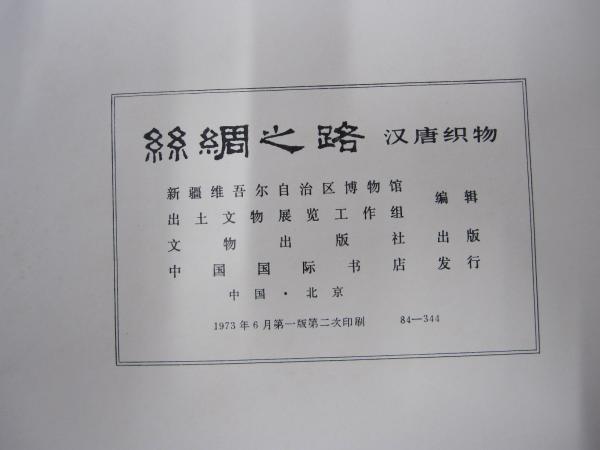 絲綢之路 汉唐织物
新疆维吾尔自治区博物馆
出土文物展览工作组 编辑
文物出版社 出版
中国国际书店 发行
中国·北京
1973年6月第一版第二次印刷 84—344